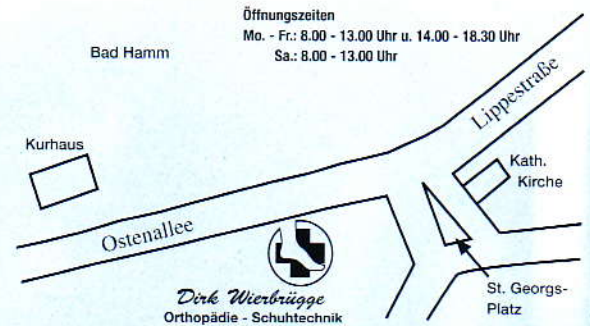 Öffnungszeiten
Mo. - Fr.: 8.00 - 13.00 Uhr u. 14.00 - 18.30 Uhr
Sa.: 8.00 - 13.00 Uhr
Bad Hamm
Lippestraße
Kurhaus
Kath.
Kirche
Ostenallee
St. Georgs-
Platz
Dirk Wierbrügge
Orthopädie - Schuhtechnik